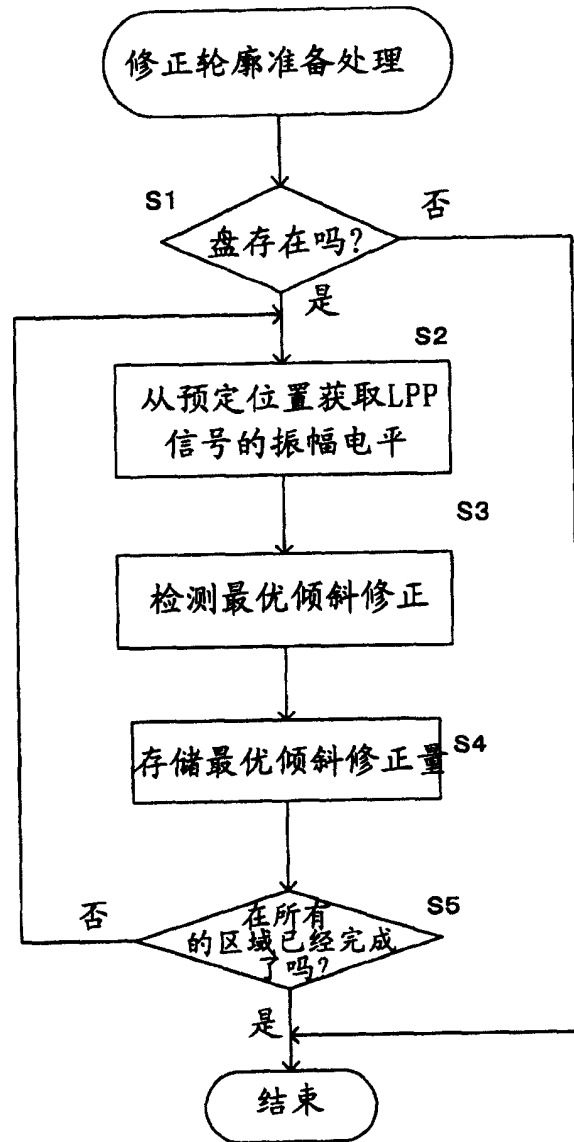 修正轮廓准备处理
S1
否
盘存在吗?
是
S2
从预定位置获取LPP
信号的振幅电平
S3
检测最优倾斜修正
存储最优倾斜修正量
S4
否
S5
在所有
的区域已经完成
了吗?
是
结束